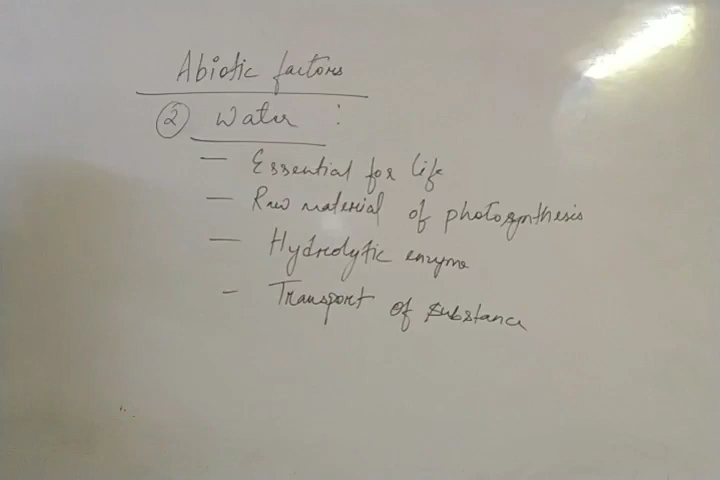 Abiotic factors
② Water :
— Essential for life
— Raw material of photosynthesis
— Hydrolytic enzyme
— Transport of substance